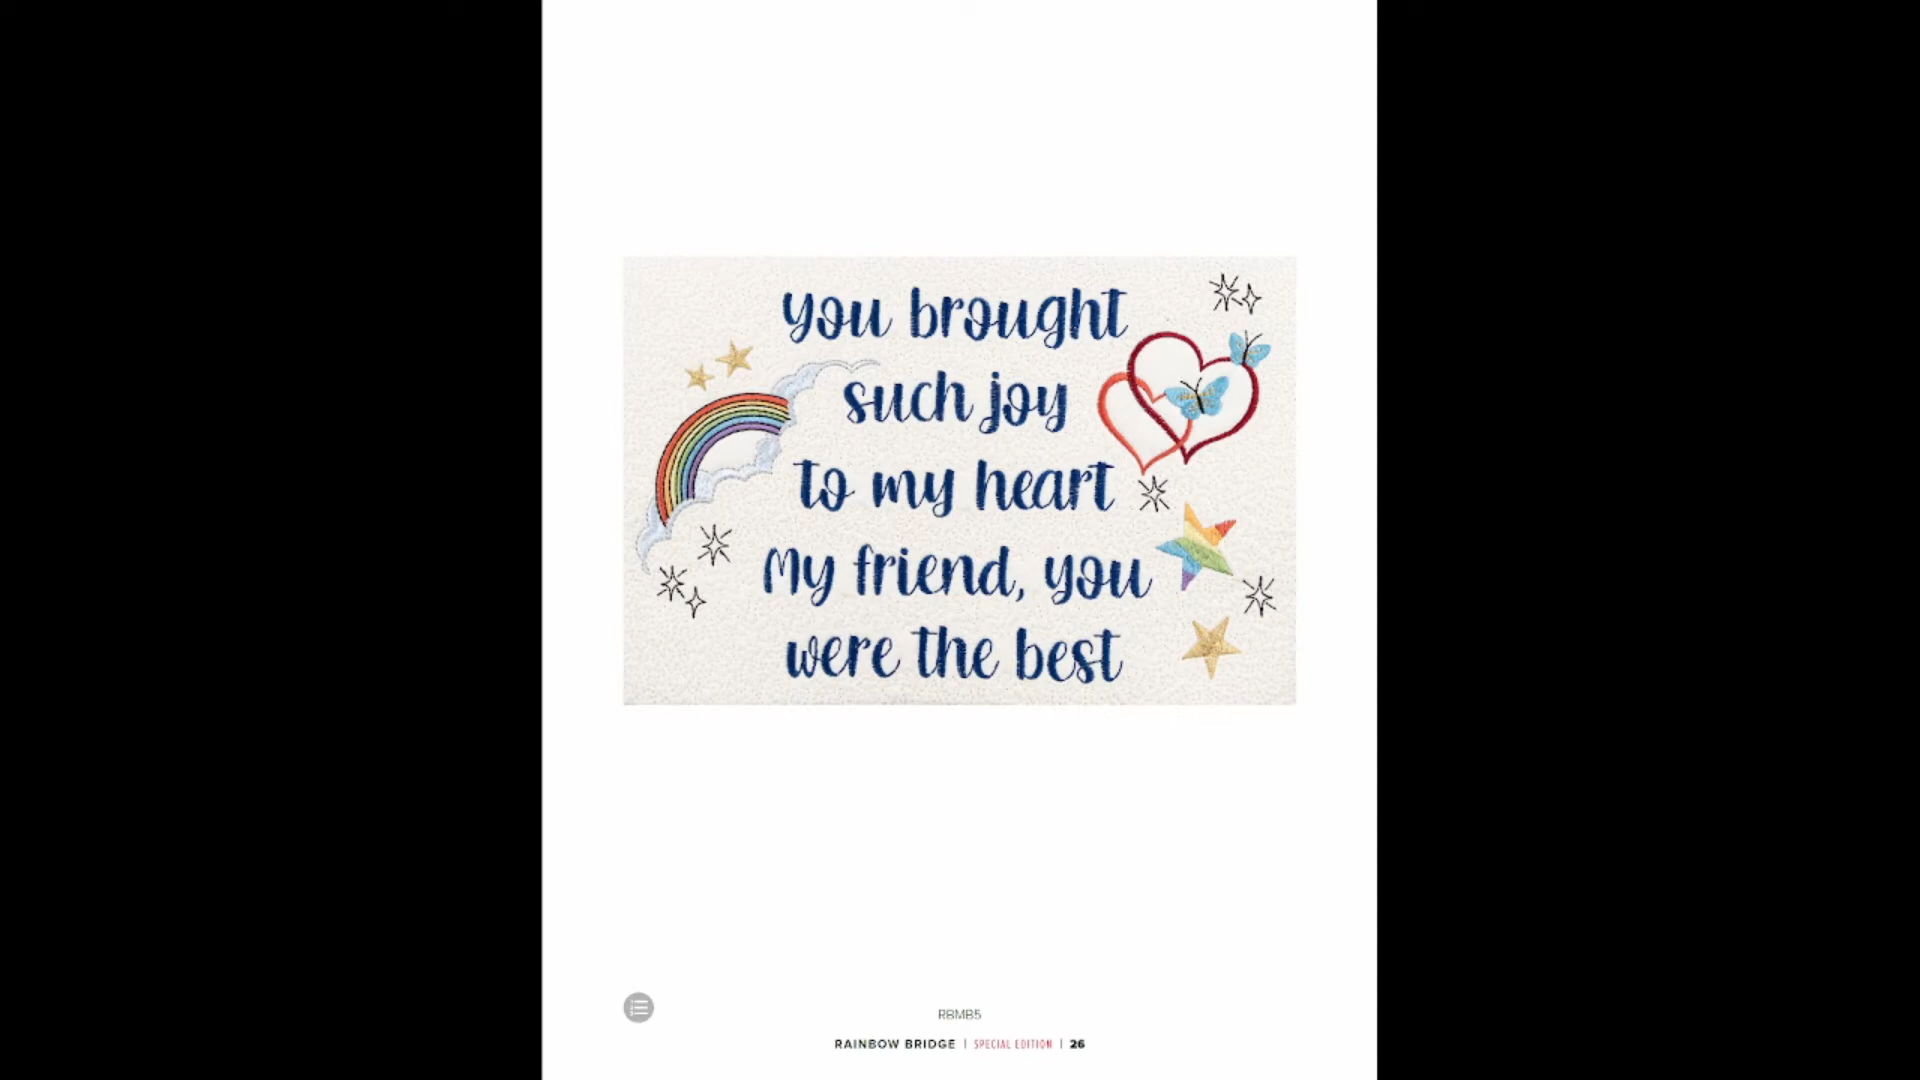 you brought
such joy
to my heart
My friend, you
were the best
RBMB5
RAINBOW BRIDGE | SPECIAL EDITION | 26